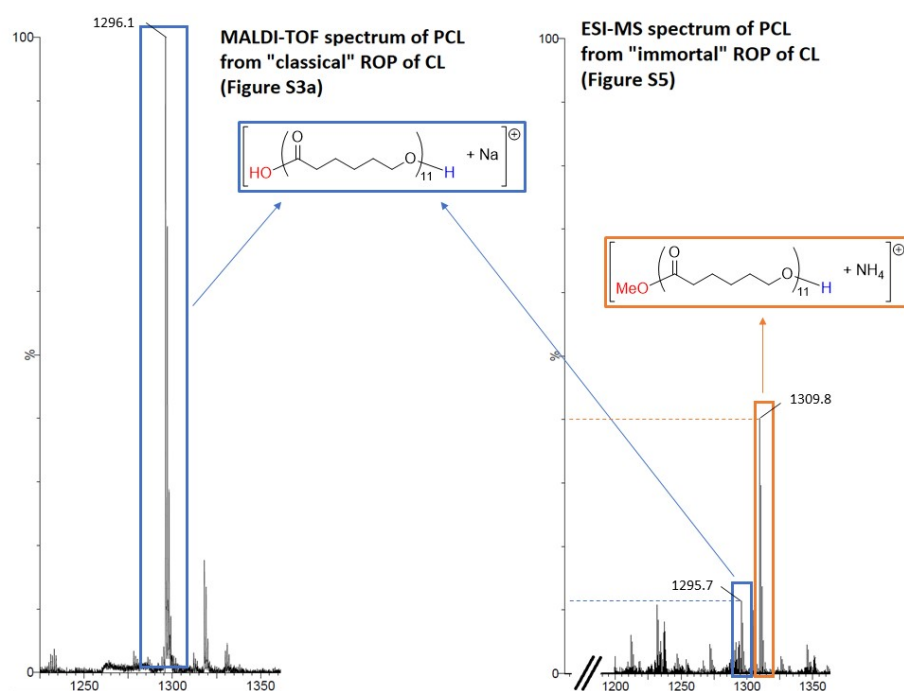 100
1296.1
MALDI-TOF spectrum of PCL
from "classical" ROP of CL
(Figure S3a)
O
HO
O
11
H
+ Na
⊕
%
0
1250
1300
1350
ESI-MS spectrum of PCL
from "immortal" ROP of CL
(Figure S5)
100
O
MeO
O
11
H
+ NH4
⊕
%
1309.8
1295.7
0
1200
1250
1300
1350